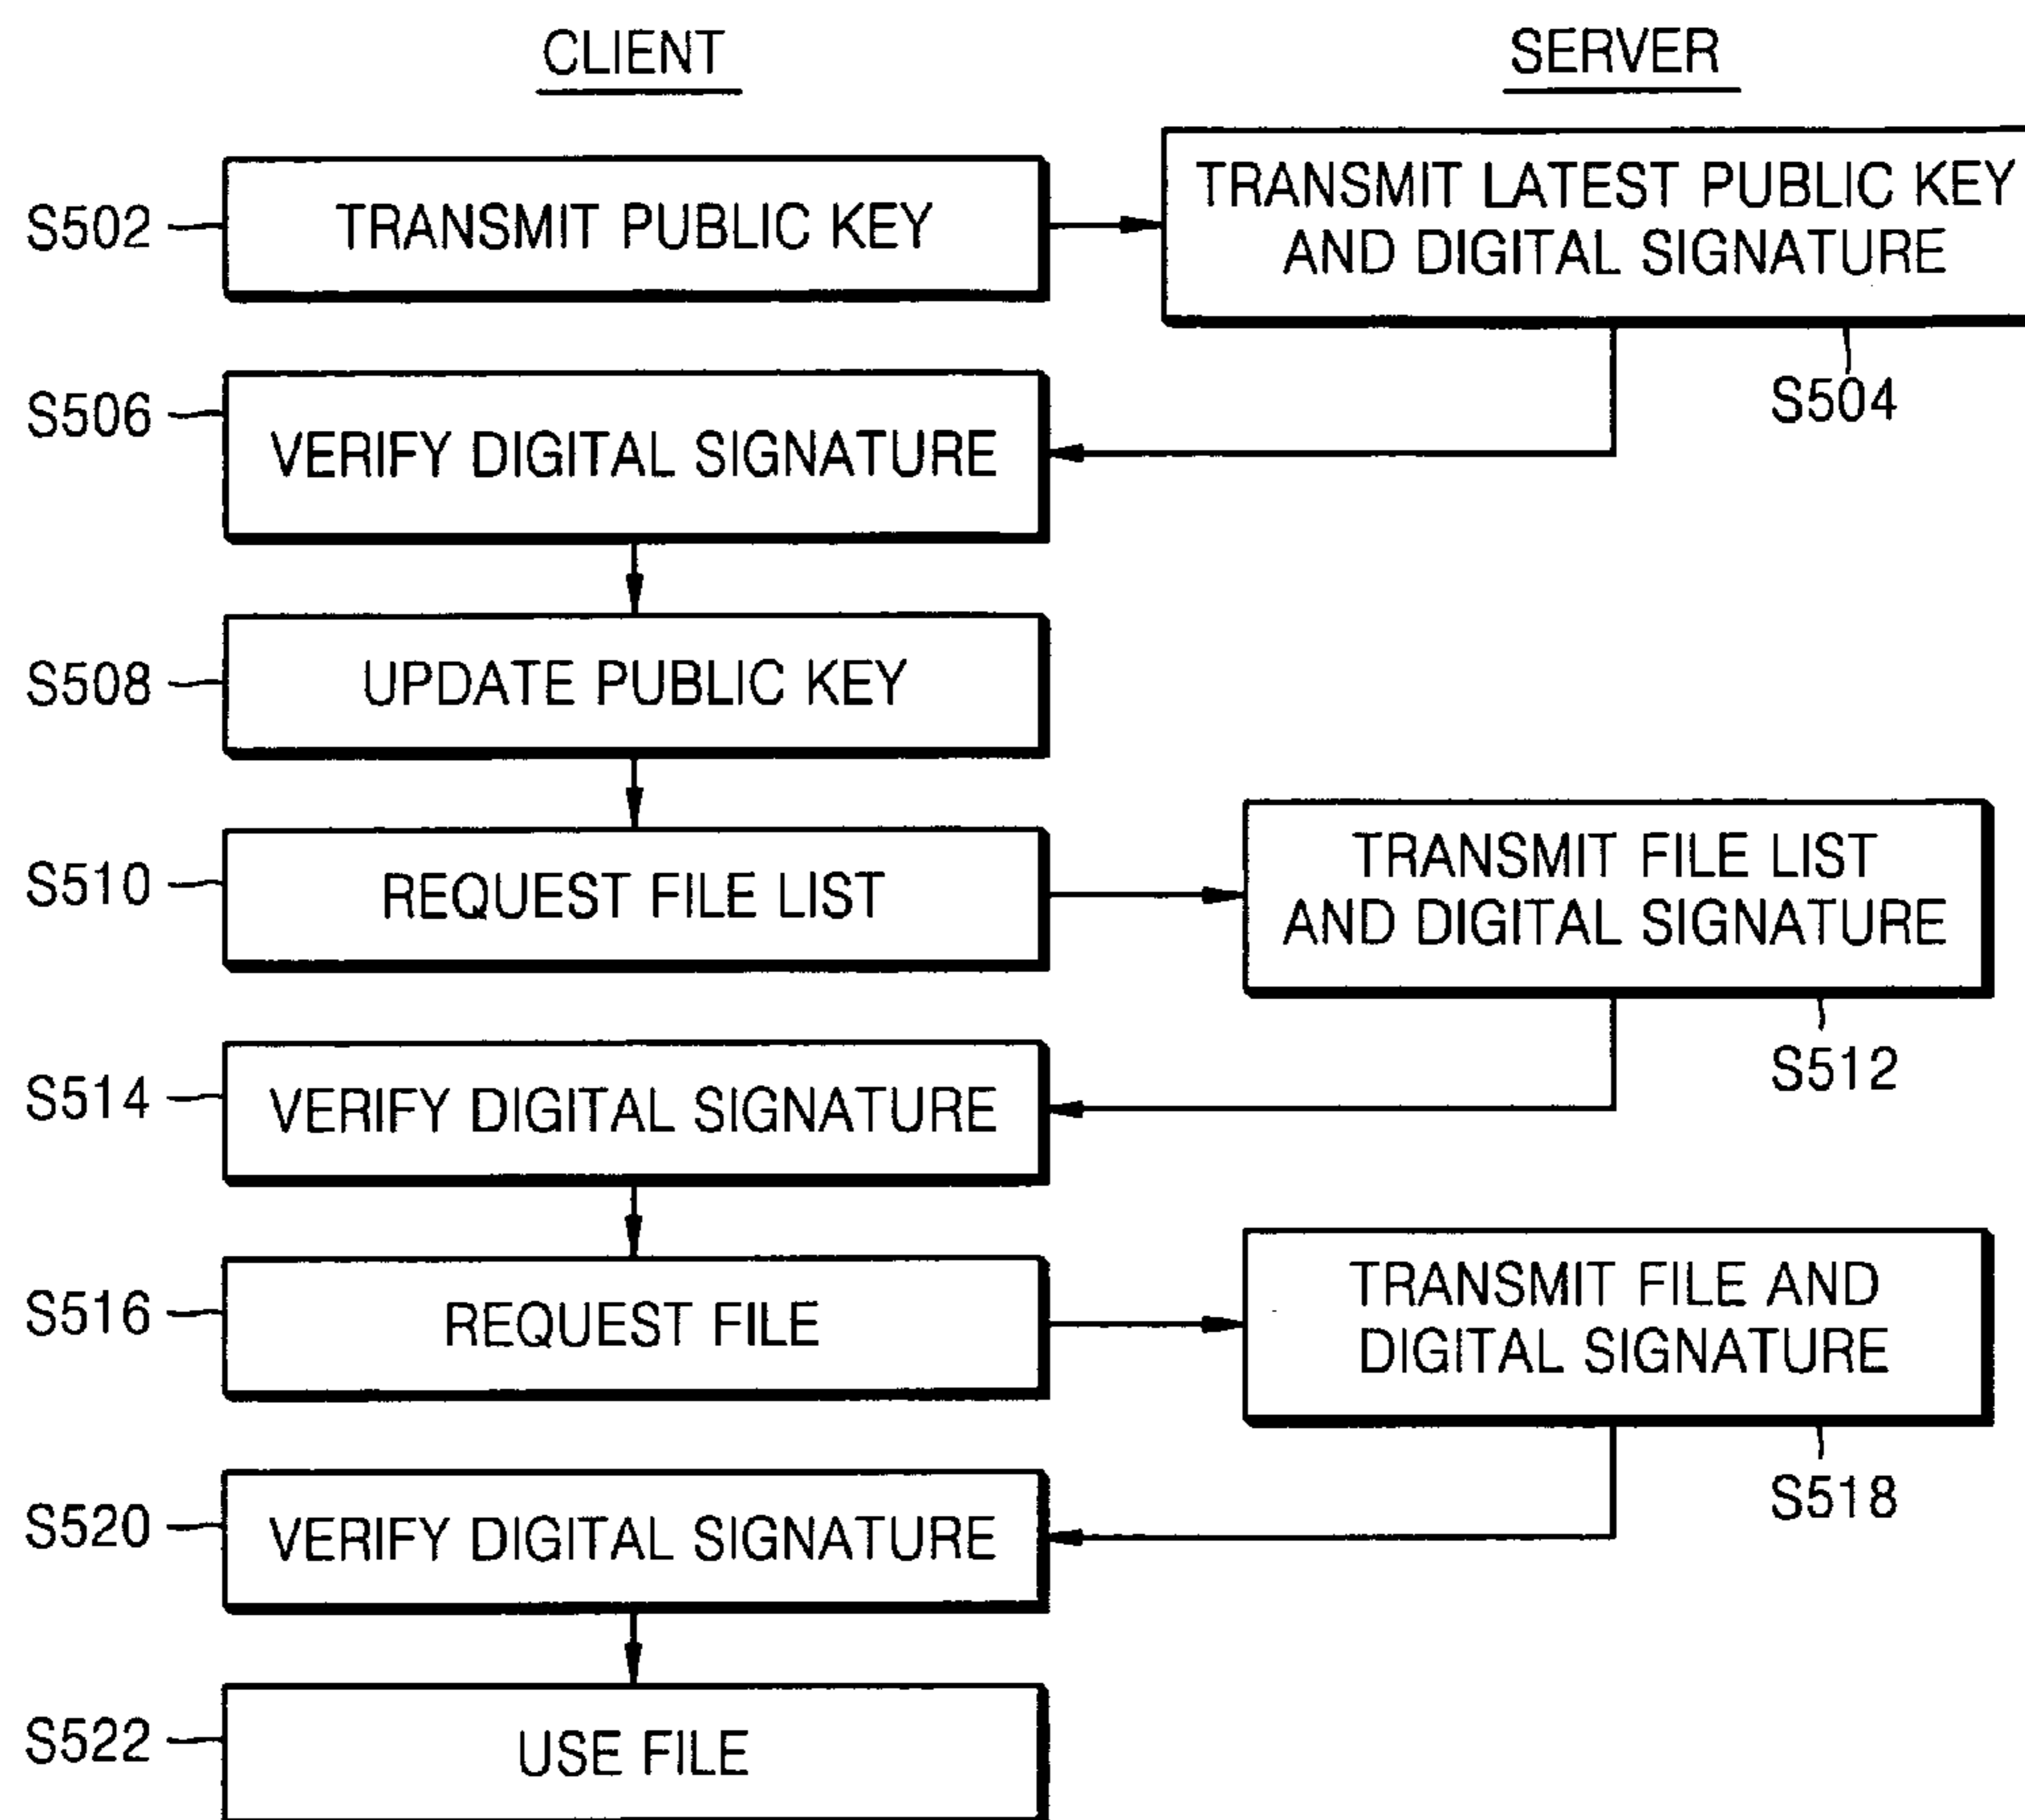 CLIENT
SERVER
S502
TRANSMIT PUBLIC KEY
TRANSMIT LATEST PUBLIC KEY
AND DIGITAL SIGNATURE
S504
S506
VERIFY DIGITAL SIGNATURE
S508
UPDATE PUBLIC KEY
S510
REQUEST FILE LIST
TRANSMIT FILE LIST
AND DIGITAL SIGNATURE
S512
S514
VERIFY DIGITAL SIGNATURE
S516
REQUEST FILE
TRANSMIT FILE AND
DIGITAL SIGNATURE
S518
S520
VERIFY DIGITAL SIGNATURE
S522
USE FILE